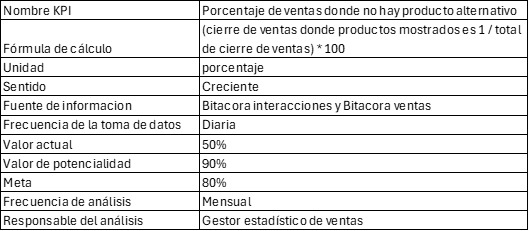 Nombre KPI Porcentaje de ventas donde no hay producto alternativo
(cierre de ventas donde productos mostrados es 1 / total
Fórmula de cálculo de cierre de ventas) * 100
Unidad porcentaje
Sentido Creciente
Fuente de informacion Bitacora interacciones y Bitacora ventas
Frecuencia de la toma de datos Diaria
Valor actual 50%
Valor de potencialidad 90%
Meta 80%
Frecuencia de análisis Mensual
Responsable del análisis Gestor estadístico de ventas